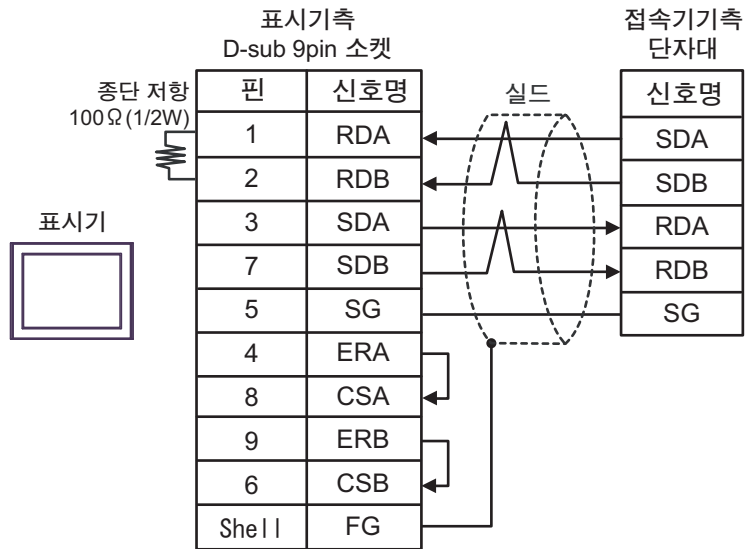 표시기측
D-sub 9pin 소켓
접속기기측
단자대
종단 저항
100Ω(1/2W)
핀 신호명
실드
신호명
1 RDA
SDA
2 RDB
SDB
표시기
3 SDA
RDA
7 SDB
RDB
5 SG
SG
4 ERA
8 CSA
9 ERB
6 CSB
Shell FG